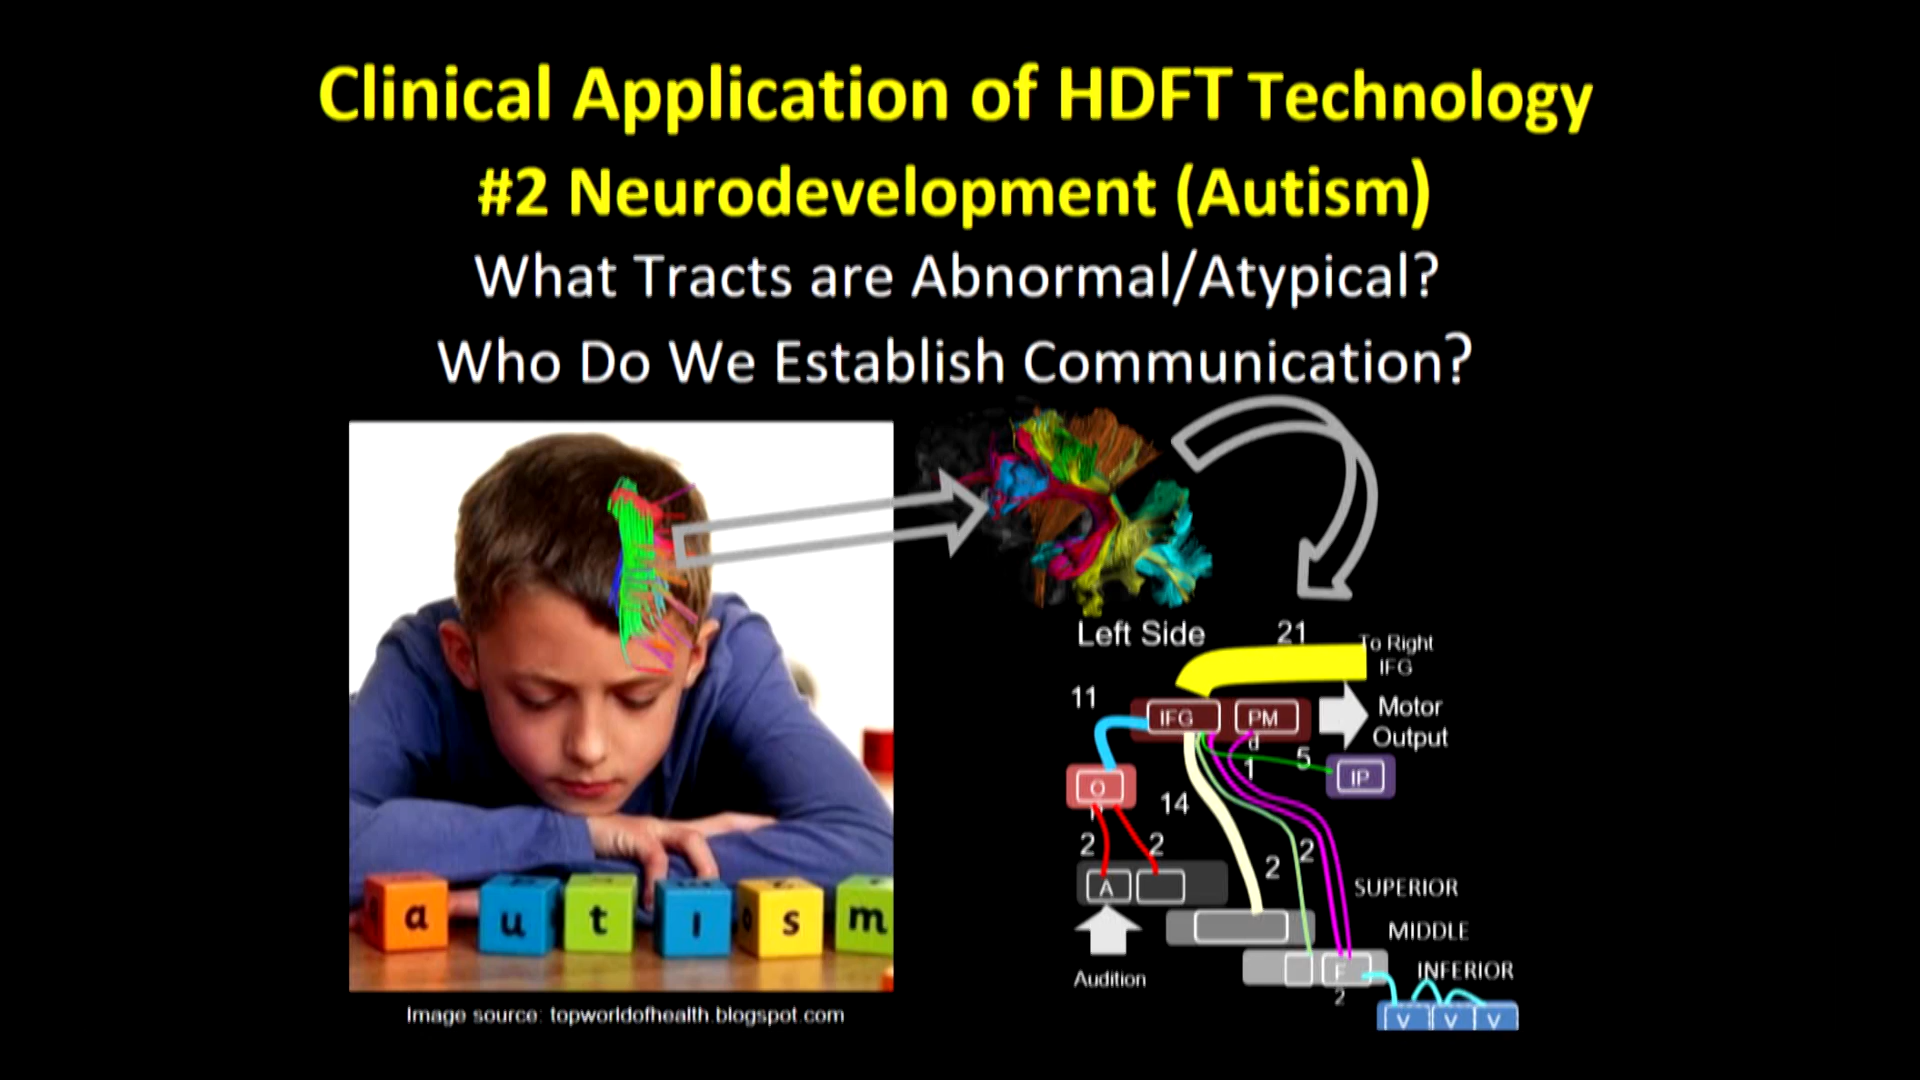 Clinical Application of HDFT Technology
#2 Neurodevelopment (Autism)
What Tracts are Abnormal/Atypical?
Who Do We Establish Communication?
Left Side
21
To Right
IFG
11
IFG
PM
d
Motor
Output
1
5
IP
O
14
2
2
2
2
A
SUPERIOR
MIDDLE
INFERIOR
Audition
F
2
V
V
V
a
u
t
i
s
m
Image source: topworldofhealth.blogspot.com